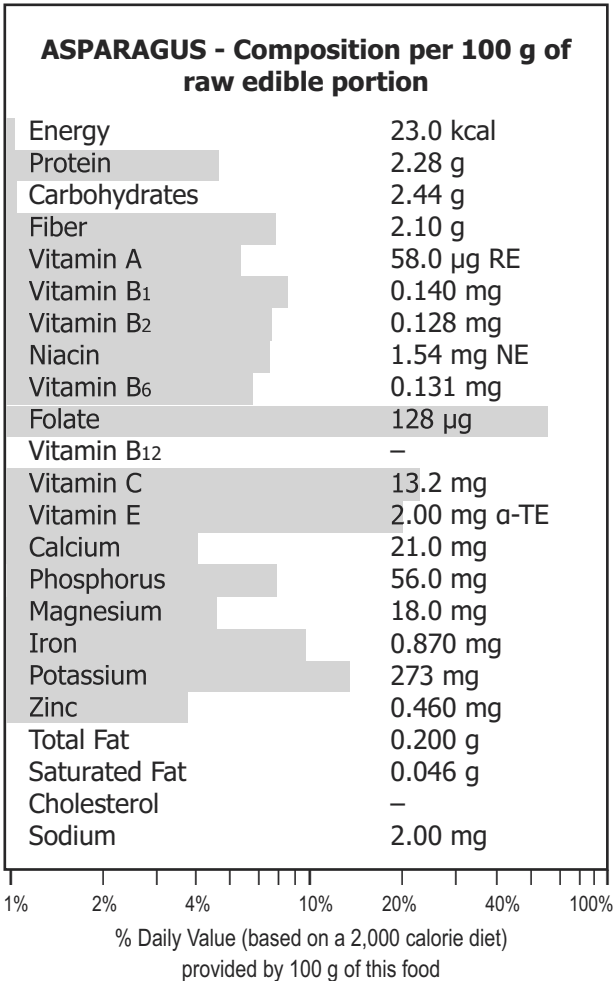 ASPARAGUS - Composition per 100 g of
raw edible portion
Energy 23.0 kcal
Protein 2.28 g
Carbohydrates 2.44 g
Fiber 2.10 g
Vitamin A 58.0 µg RE
Vitamin B1 0.140 mg
Vitamin B2 0.128 mg
Niacin 1.54 mg NE
Vitamin B6 0.131 mg
Folate 128 µg
Vitamin B12 –
Vitamin C 13.2 mg
Vitamin E 2.00 mg α-TE
Calcium 21.0 mg
Phosphorus 56.0 mg
Magnesium 18.0 mg
Iron 0.870 mg
Potassium 273 mg
Zinc 0.460 mg
Total Fat 0.200 g
Saturated Fat 0.046 g
Cholesterol –
Sodium 2.00 mg
1% 2% 4% 10% 20% 40% 100%
% Daily Value (based on a 2,000 calorie diet)
provided by 100 g of this food